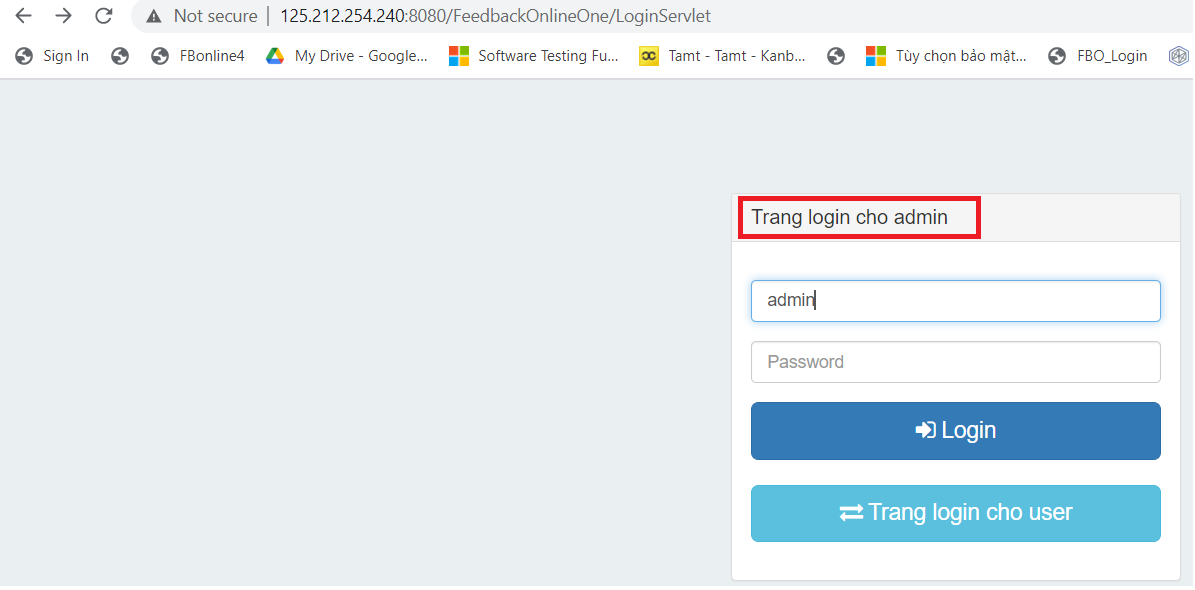 Not secure | 125.212.254.240:8080/FeedbackOnlineOne/LoginServlet
Sign In FBonline4 My Drive - Google... Software Testing Fu... Tamt - Tamt - Kanb... Tùy chọn bảo mật... FBO_Login
Trang login cho admin
admin
Password
Login
Trang login cho user